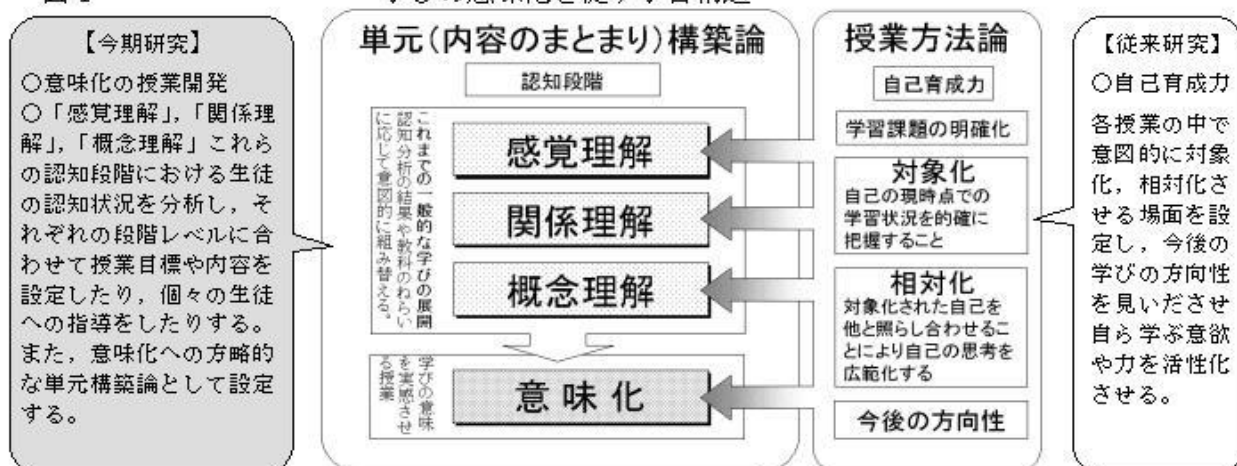 【今期研究】
○意味化の授業開発
○「感覚理解」,「関係理
解」,「概念理解」これら
の認知段階における生徒
の認知状況を分析し,そ
れぞれの段階レベルに合
わせて授業目標や内容を
設定したり,個々の生徒
への指導をしたりする。
また,意味化への方略的
な単元構築論として設定
する。
単元(内容のまとまり)構築論
認知段階
これまでの一般的な学びの展開
認知分析の結果や教科のねらい
に応じて意図的に組み替える。
感覚理解
関係理解
概念理解
学びの意味
を実感させ
る授業
意味化
授業方法論
自己育成力
学習課題の明確化
対象化
自己の現時点での
学習状況を的確に
把握すること
相対化
対象化された自己を
他と照らし合わせるこ
とにより自己の思考を
広範化する
今後の方向性
【従来研究】
○自己育成力
各授業の中で
意図的に対象
化,相対化さ
せる場面を設
定し,今後の
学びの方向性
を見いださせ
自ら学ぶ意欲
や力を活性化
させる。